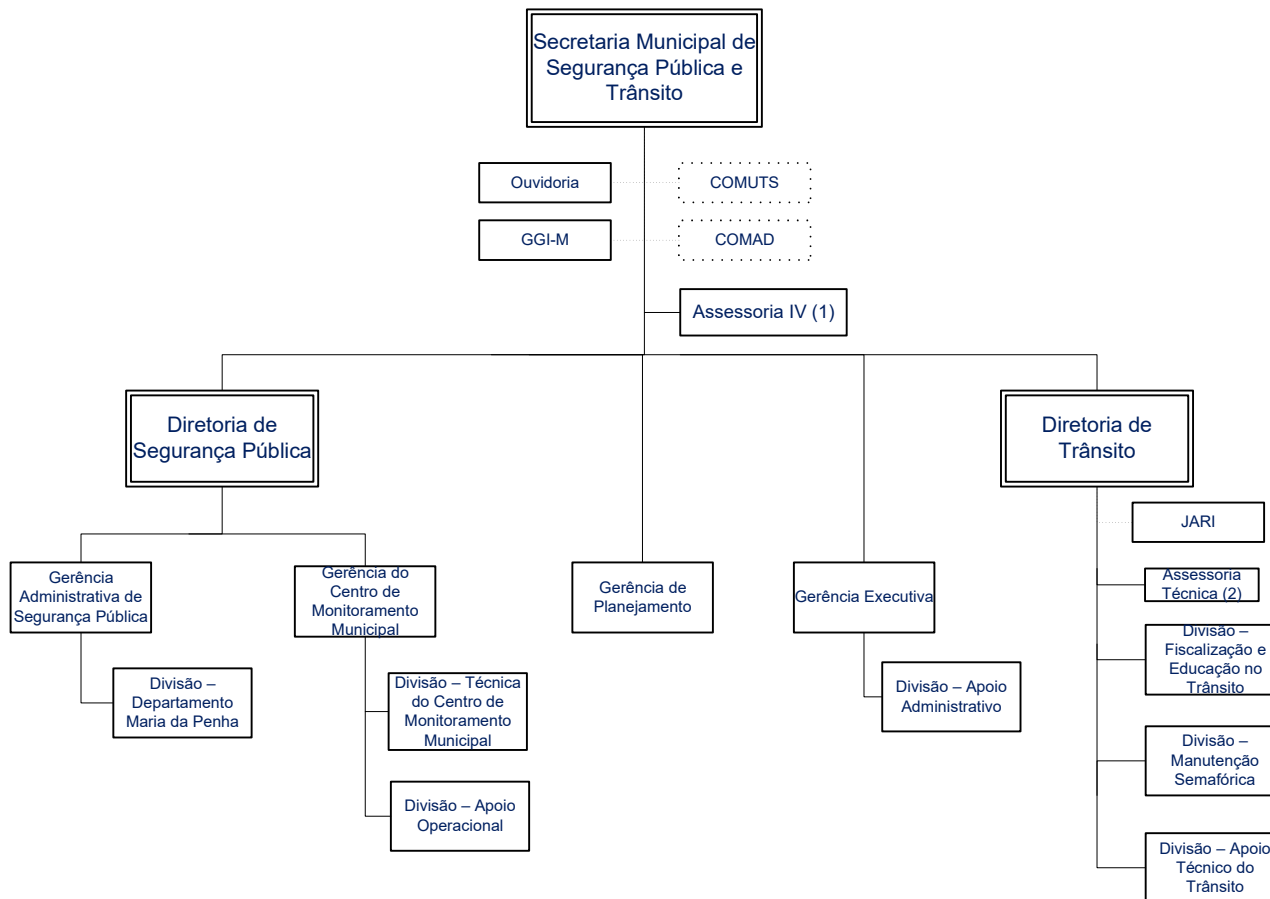 Secretaria Municipal de
Segurança Pública e
Trânsito
Ouvidoria
COMUTS
GGI-M
COMAD
Assessoria IV (1)
Diretoria de
Segurança Pública
Diretoria de
Trânsito
JARI
Gerência
Administrativa de
Segurança Pública
Gerência do
Centro de
Monitoramento
Municipal
Gerência de
Planejamento
Gerência Executiva
Assessoria
Técnica (2)
Divisão –
Fiscalização e
Educação no
Trânsito
Divisão –
Departamento
Maria da Penha
Divisão – Técnica
do Centro de
Monitoramento
Municipal
Divisão – Apoio
Administrativo
Divisão –
Manutenção
Semafórica
Divisão – Apoio
Operacional
Divisão – Apoio
Técnico do
Trânsito